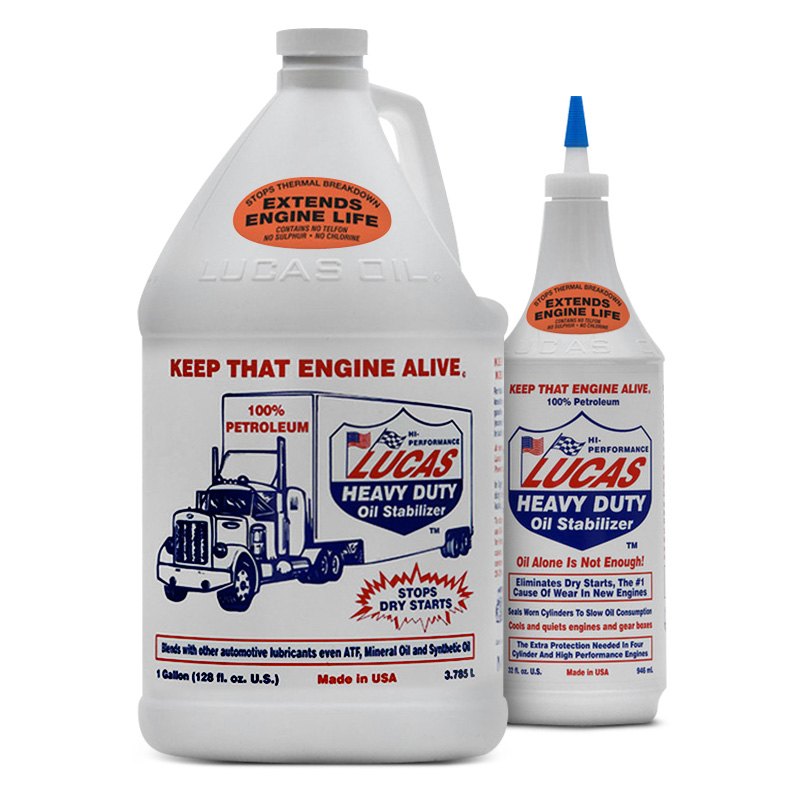 STOPS THERMAL BREAKDOWN
EXTENDS
ENGINE LIFE
CONTAINS NO TELFON
NO SULPHUR • NO CHLORINE
LUCAS OIL
KEEP THAT ENGINE ALIVE
100%
PETROLEUM
HI-
PERFORMANCE
LUCAS
HEAVY DUTY
Oil Stabilizer
TM
STOPS
DRY STARTS
Blends with other automotive lubricants even ATF, Mineral Oil and Synthetic Oil
1 Gallon (128 fl. oz. U.S.) Made in USA 3.785 L
STOPS THERMAL BREAKDOWN
EXTENDS
ENGINE LIFE
CONTAINS NO TELFON
NO SULPHUR • NO CHLORINE
LUCAS OIL
KEEP THAT ENGINE ALIVE
100% Petroleum
HI-
PERFORMANCE
LUCAS
HEAVY DUTY
Oil Stabilizer
TM
Oil Alone Is Not Enough!
Eliminates Dry Starts, The #1
Cause Of Wear In New Engines
Seals Worn Cylinders To Slow Oil Consumption
Cools and quiets engines and gear boxes
The Extra Protection Needed In Four
Cylinder And High Performance Engines
32 fl. oz. U.S. Made in USA 946 mL